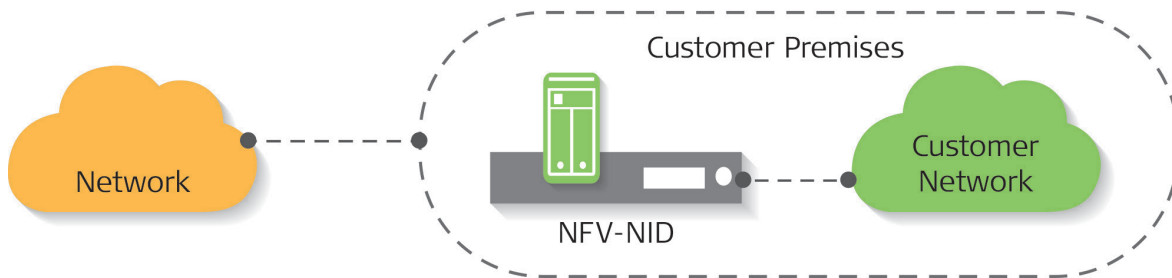 Customer Premises
Network
NFV-NID
Customer
Network